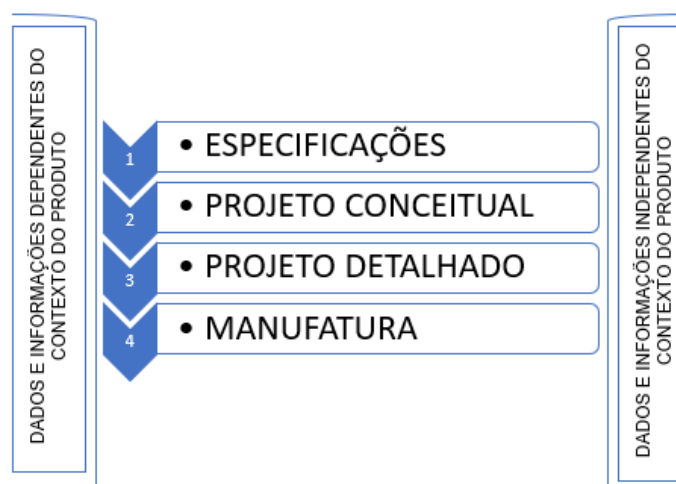 DADOS E INFORMAÇÕES DEPENDENTES DO
CONTEXTO DO PRODUTO
1
• ESPECIFICAÇÕES
2
• PROJETO CONCEITUAL
3
• PROJETO DETALHADO
4
• MANUFATURA
DADOS E INFORMAÇÕES INDEPENDENTES DO
CONTEXTO DO PRODUTO